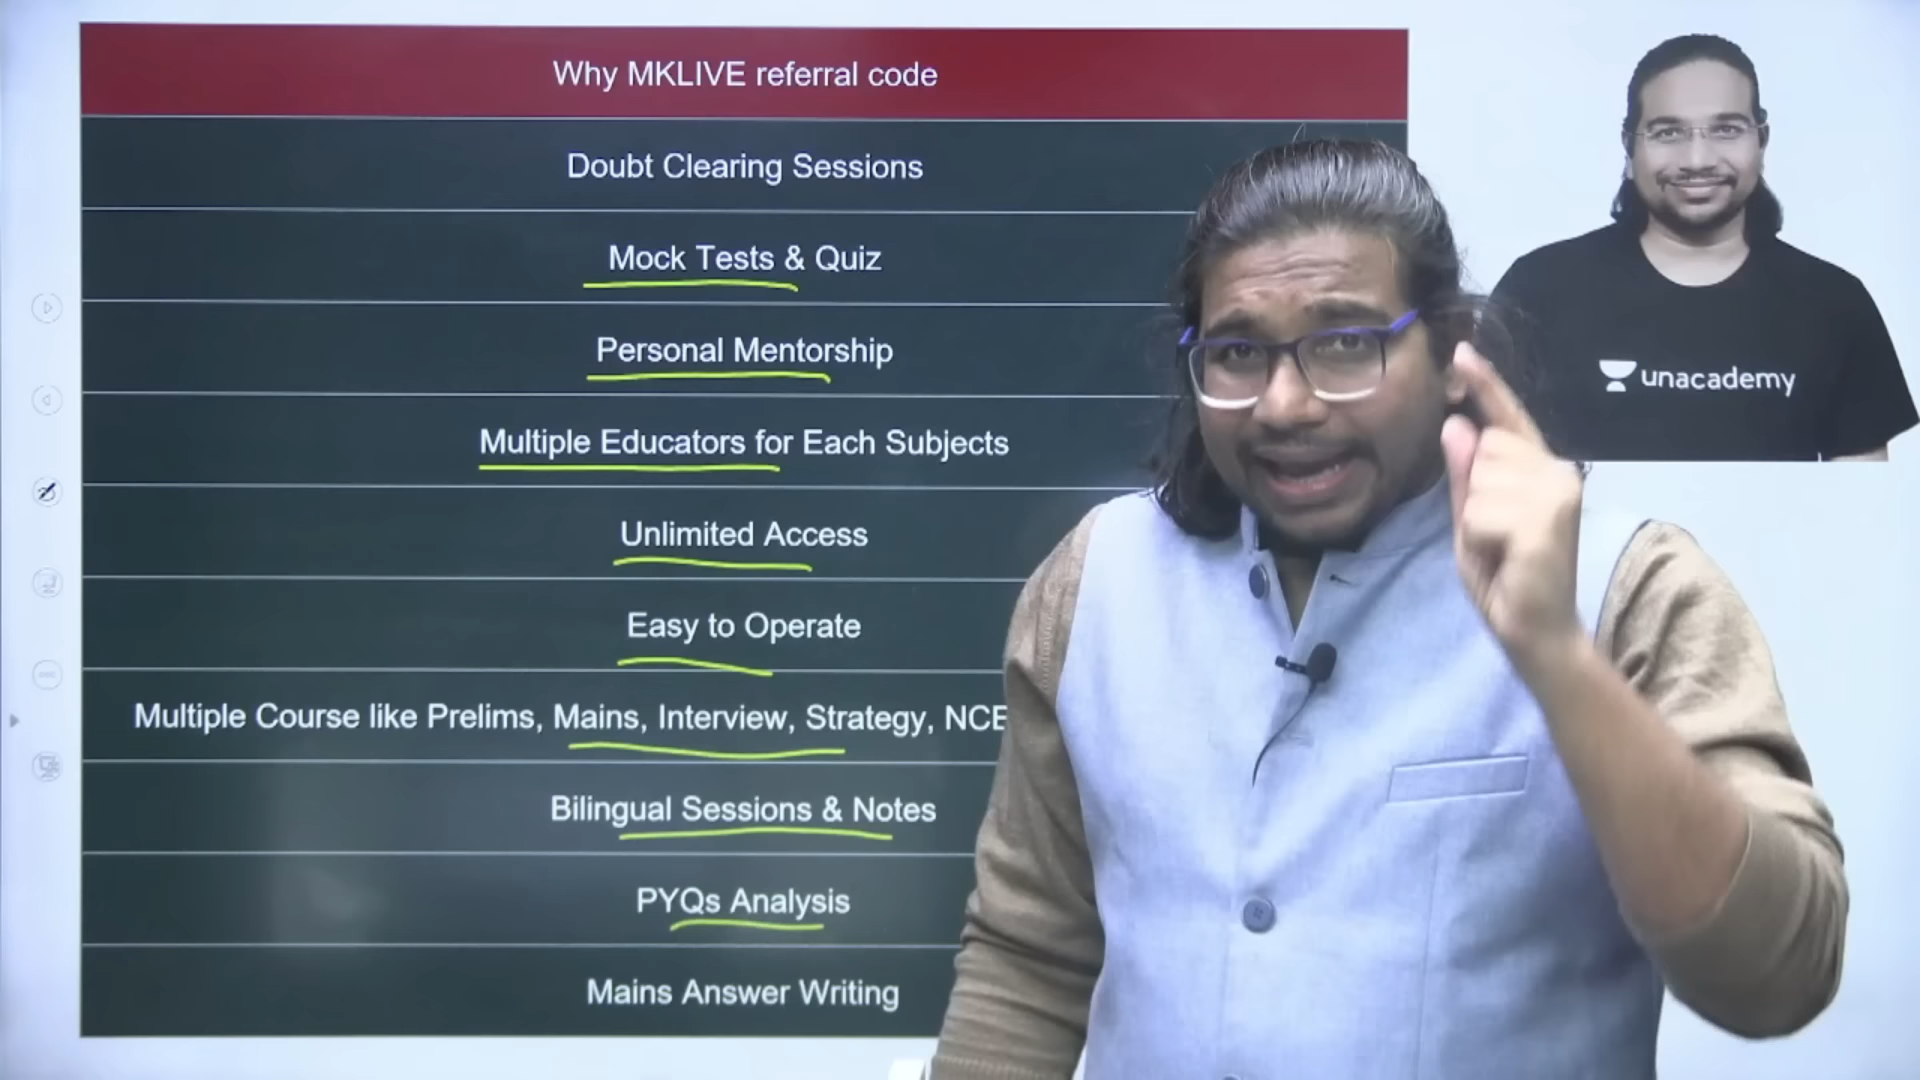 Why MKLIVE referral code
Doubt Clearing Sessions
Mock Tests & Quiz
Personal Mentorship
Multiple Educators for Each Subjects
Unlimited Access
Easy to Operate
Multiple Course like Prelims, Mains, Interview, Strategy, NCE
Bilingual Sessions & Notes
PYQs Analysis
Mains Answer Writing
unacademy